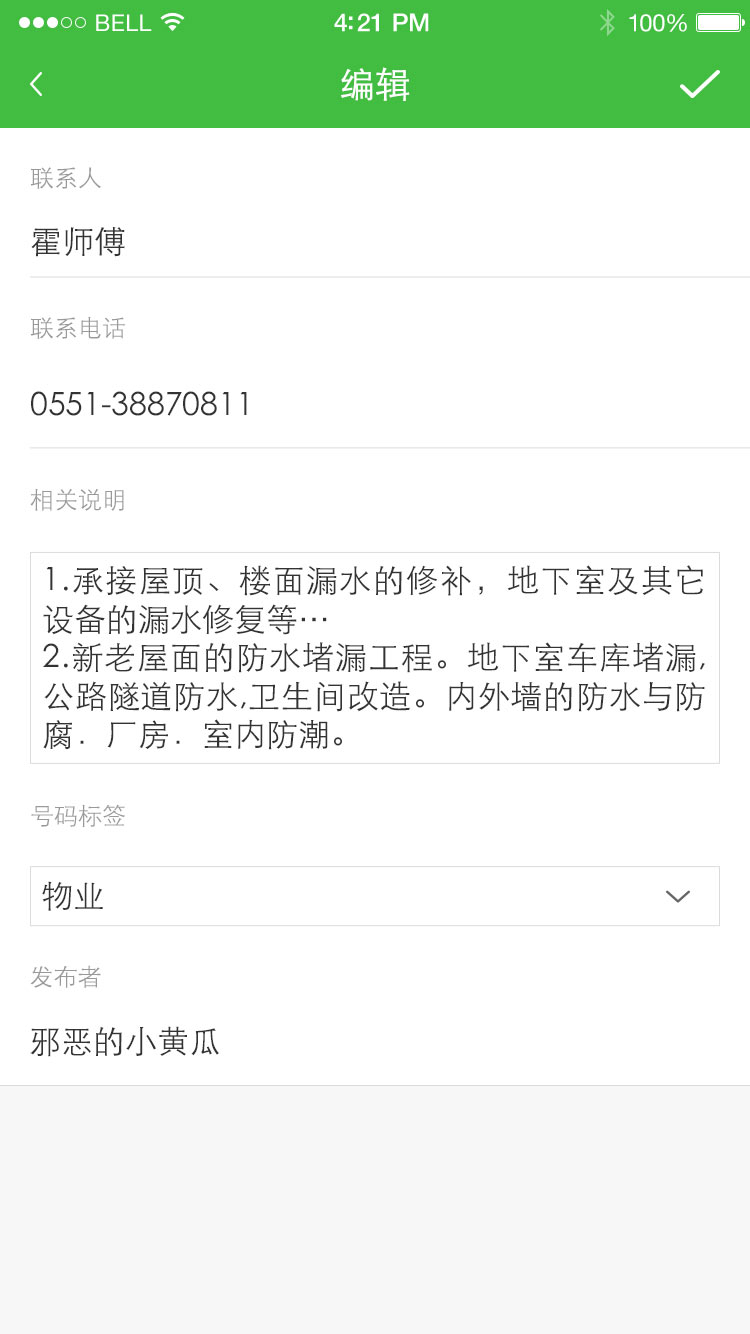 BELL 4:21 PM 100%
编辑
联系人
霍师傅
联系电话
0551-38870811
相关说明
1.承接屋顶、楼面漏水的修补，地下室及其它
设备的漏水修复等…
2.新老屋面的防水堵漏工程。地下室车库堵漏,
公路隧道防水,卫生间改造。内外墙的防水与防
腐．厂房．室内防潮。
号码标签
物业
发布者
邪恶的小黄瓜